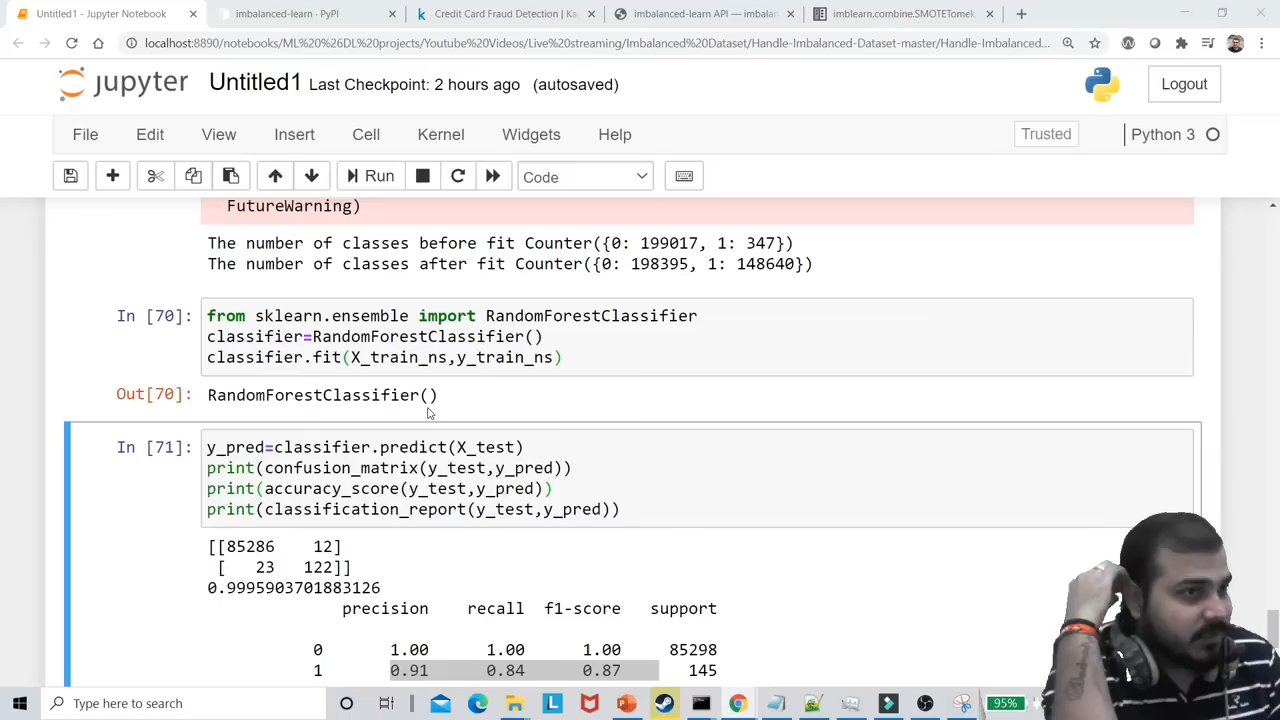 Untitled1 - Jupyter Notebook
imbalanced-learn · PyPI
Credit Card Fraud Detection | Ka
imbalanced-learn API — imbalan
imblearn.combine.SMOTETomek
localhost:8890/notebooks/ML%20%26DL%20projects/Youtube%20Videos/Live%20streaming/Imbalanced%20Dataset/Handle-Imbalanced-Dataset-master/Handle-Imbalanced...
jupyter Untitled1 Last Checkpoint: 2 hours ago (autosaved)
Logout
File Edit View Insert Cell Kernel Widgets Help
Trusted
Python 3
Run
Code
FutureWarning)
The number of classes before fit Counter({0: 199017, 1: 347})
The number of classes after fit Counter({0: 198395, 1: 148640})
In [70]: from sklearn.ensemble import RandomForestClassifier
classifier=RandomForestClassifier()
classifier.fit(X_train_ns,y_train_ns)
Out[70]: RandomForestClassifier()
In [71]: y_pred=classifier.predict(X_test)
print(confusion_matrix(y_test,y_pred))
print(accuracy_score(y_test,y_pred))
print(classification_report(y_test,y_pred))
[[85286 12]
[ 23 122]]
0.9995903701883126
precision recall f1-score support
0 1.00 1.00 1.00 85298
1 0.91 0.84 0.87 145
Type here to search
95%